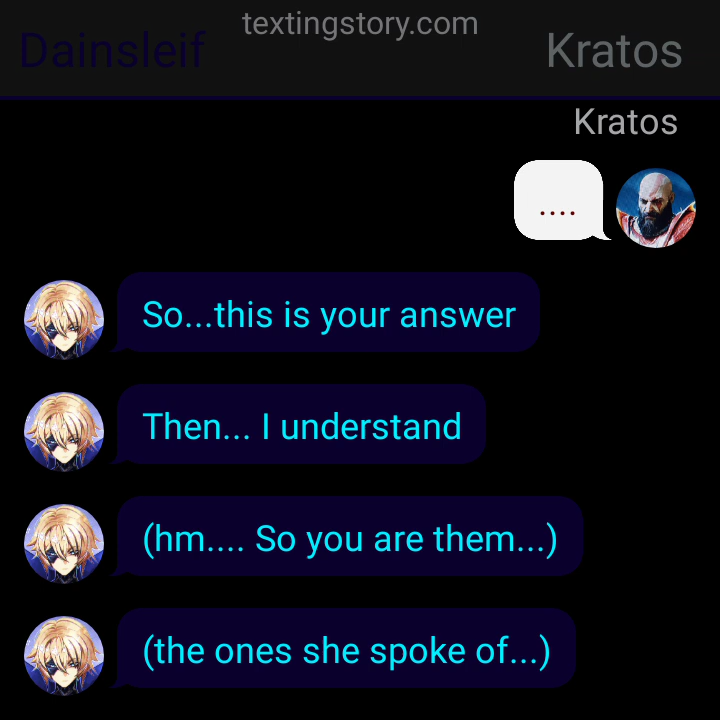 textingstory.com
Dainsleif
Kratos
Kratos
....
So...this is your answer
Then... I understand
(hm.... So you are them...)
(the ones she spoke of...)